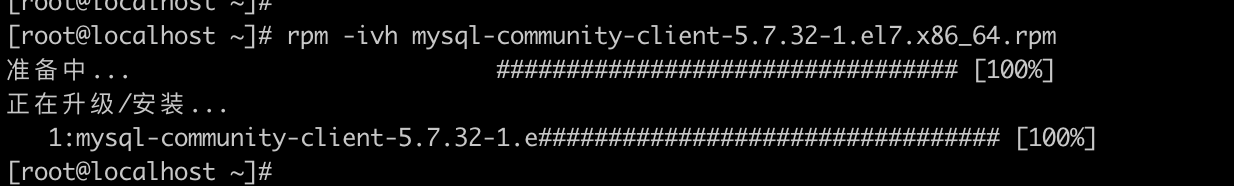 [root@localhost ~]#
[root@localhost ~]# rpm -ivh mysql-community-client-5.7.32-1.el7.x86_64.rpm
准备中... ################################# [100%]
正在升级/安装...
1:mysql-community-client-5.7.32-1.e################################# [100%]
[root@localhost ~]#